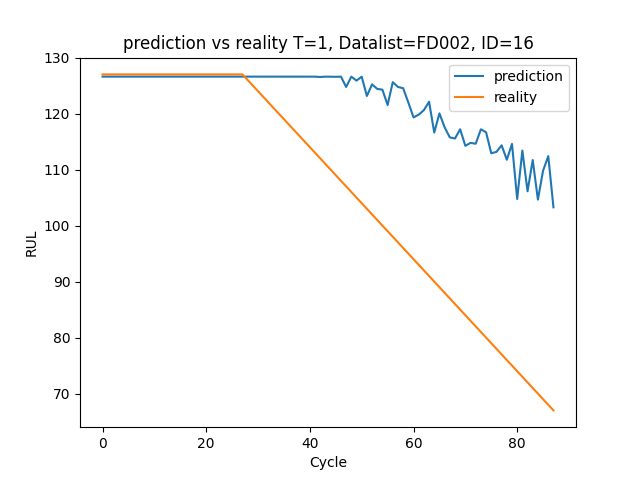 prediction vs reality T=1, Datalist=FD002, ID=16
prediction
reality
RUL
130
120
110
100
90
80
70
0 20 40 60 80
Cycle